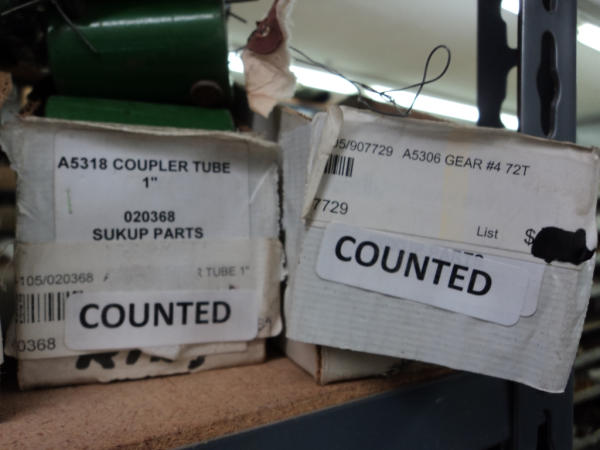 A5318 COUPLER TUBE
1"
020368
SUKUP PARTS
105/020368
TUBE 1"
COUNTED
0368
05/907729 A5306 GEAR #4 72T
7729
List $
COUNTED